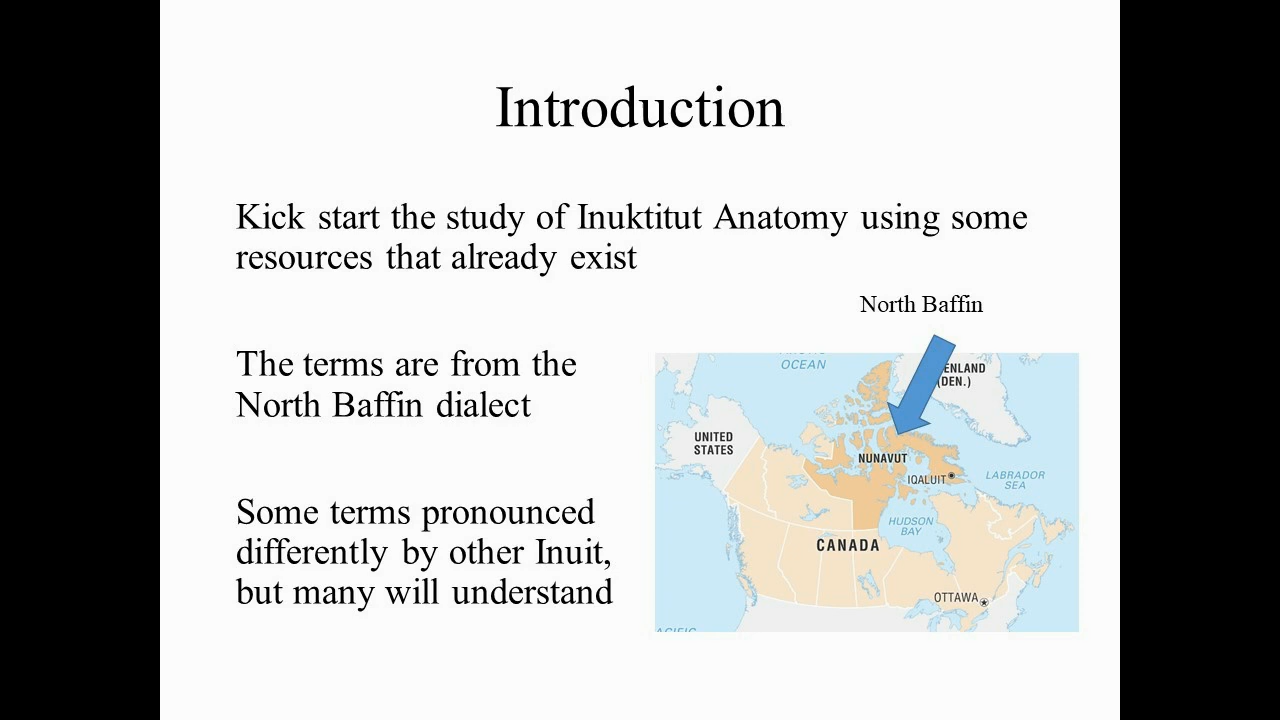 Introduction
Kick start the study of Inuktitut Anatomy using some
resources that already exist
North Baffin
The terms are from the
North Baffin dialect
Some terms pronounced
differently by other Inuit,
but many will understand
OCEAN
ENLAND
(DEN.)
UNITED
STATES
NUNAVUT
IQALUIT
LABRADOR
SEA
HUDSON
BAY
CANADA
OTTAWA